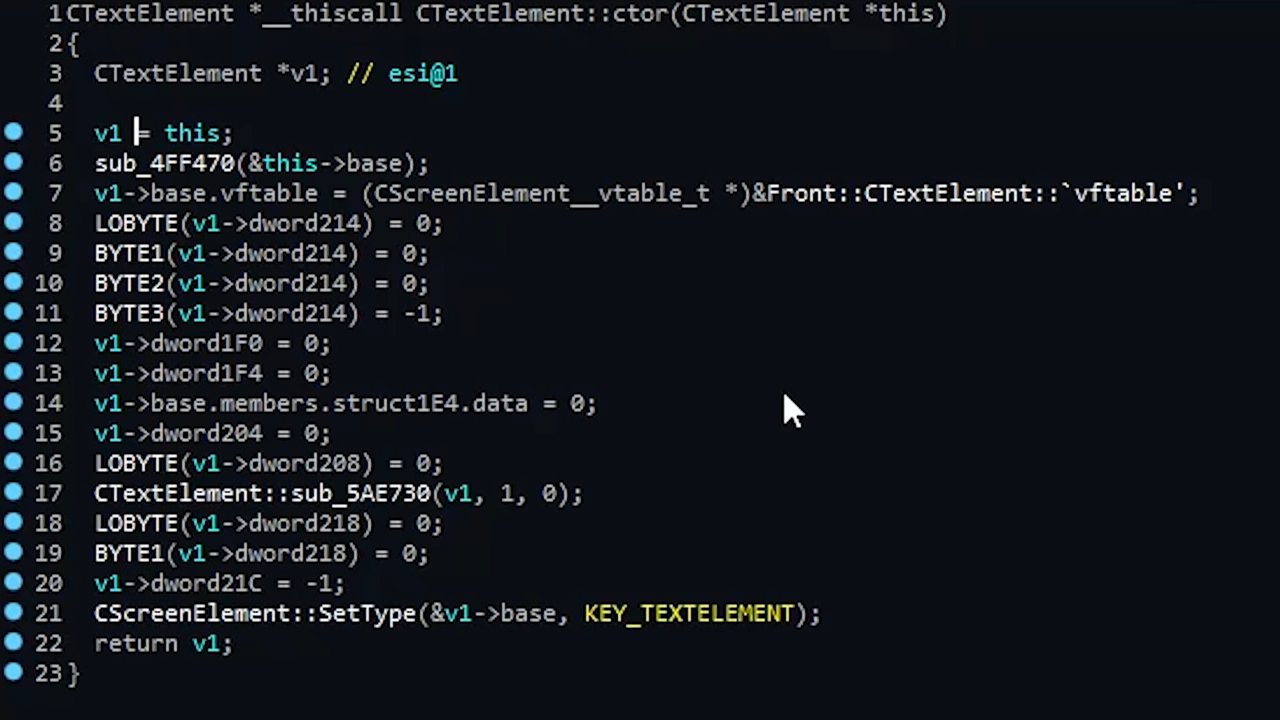 1CTextElement *__thiscall CTextElement::ctor(CTextElement *this)
2{
3 CTextElement *v1; // esi@1
4
5 v1 = this;
6 sub_4FF470(&this->base);
7 v1->base.vftable = (CScreenElement__vtable_t *)&Front::CTextElement::`vftable';
8 LOBYTE(v1->dword214) = 0;
9 BYTE1(v1->dword214) = 0;
10 BYTE2(v1->dword214) = 0;
11 BYTE3(v1->dword214) = -1;
12 v1->dword1F0 = 0;
13 v1->dword1F4 = 0;
14 v1->base.members.struct1E4.data = 0;
15 v1->dword204 = 0;
16 LOBYTE(v1->dword208) = 0;
17 CTextElement::sub_5AE730(v1, 1, 0);
18 LOBYTE(v1->dword218) = 0;
19 BYTE1(v1->dword218) = 0;
20 v1->dword21C = -1;
21 CScreenElement::SetType(&v1->base, KEY_TEXTELEMENT);
22 return v1;
23}